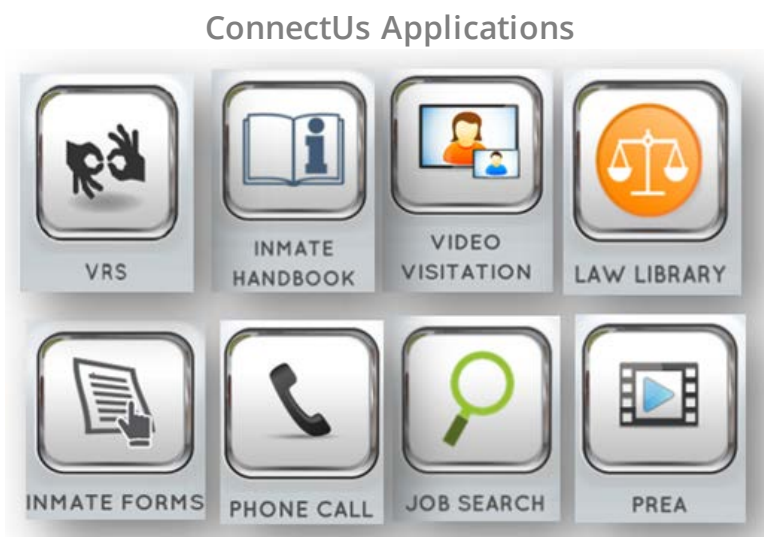 ConnectUs Applications
VRS
INMATE
HANDBOOK
VIDEO
VISITATION
LAW LIBRARY
INMATE FORMS
PHONE CALL
JOB SEARCH
PREA